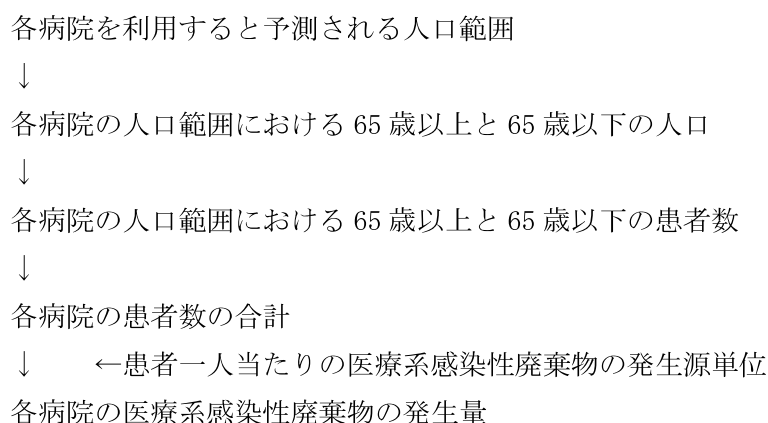 各病院を利用すると予測される人口範囲
↓
各病院の人口範囲における 65 歳以上と 65 歳以下の人口
↓
各病院の人口範囲における 65 歳以上と 65 歳以下の患者数
↓
各病院の患者数の合計
↓　　←患者一人当たりの医療系感染性廃棄物の発生源単位
各病院の医療系感染性廃棄物の発生量